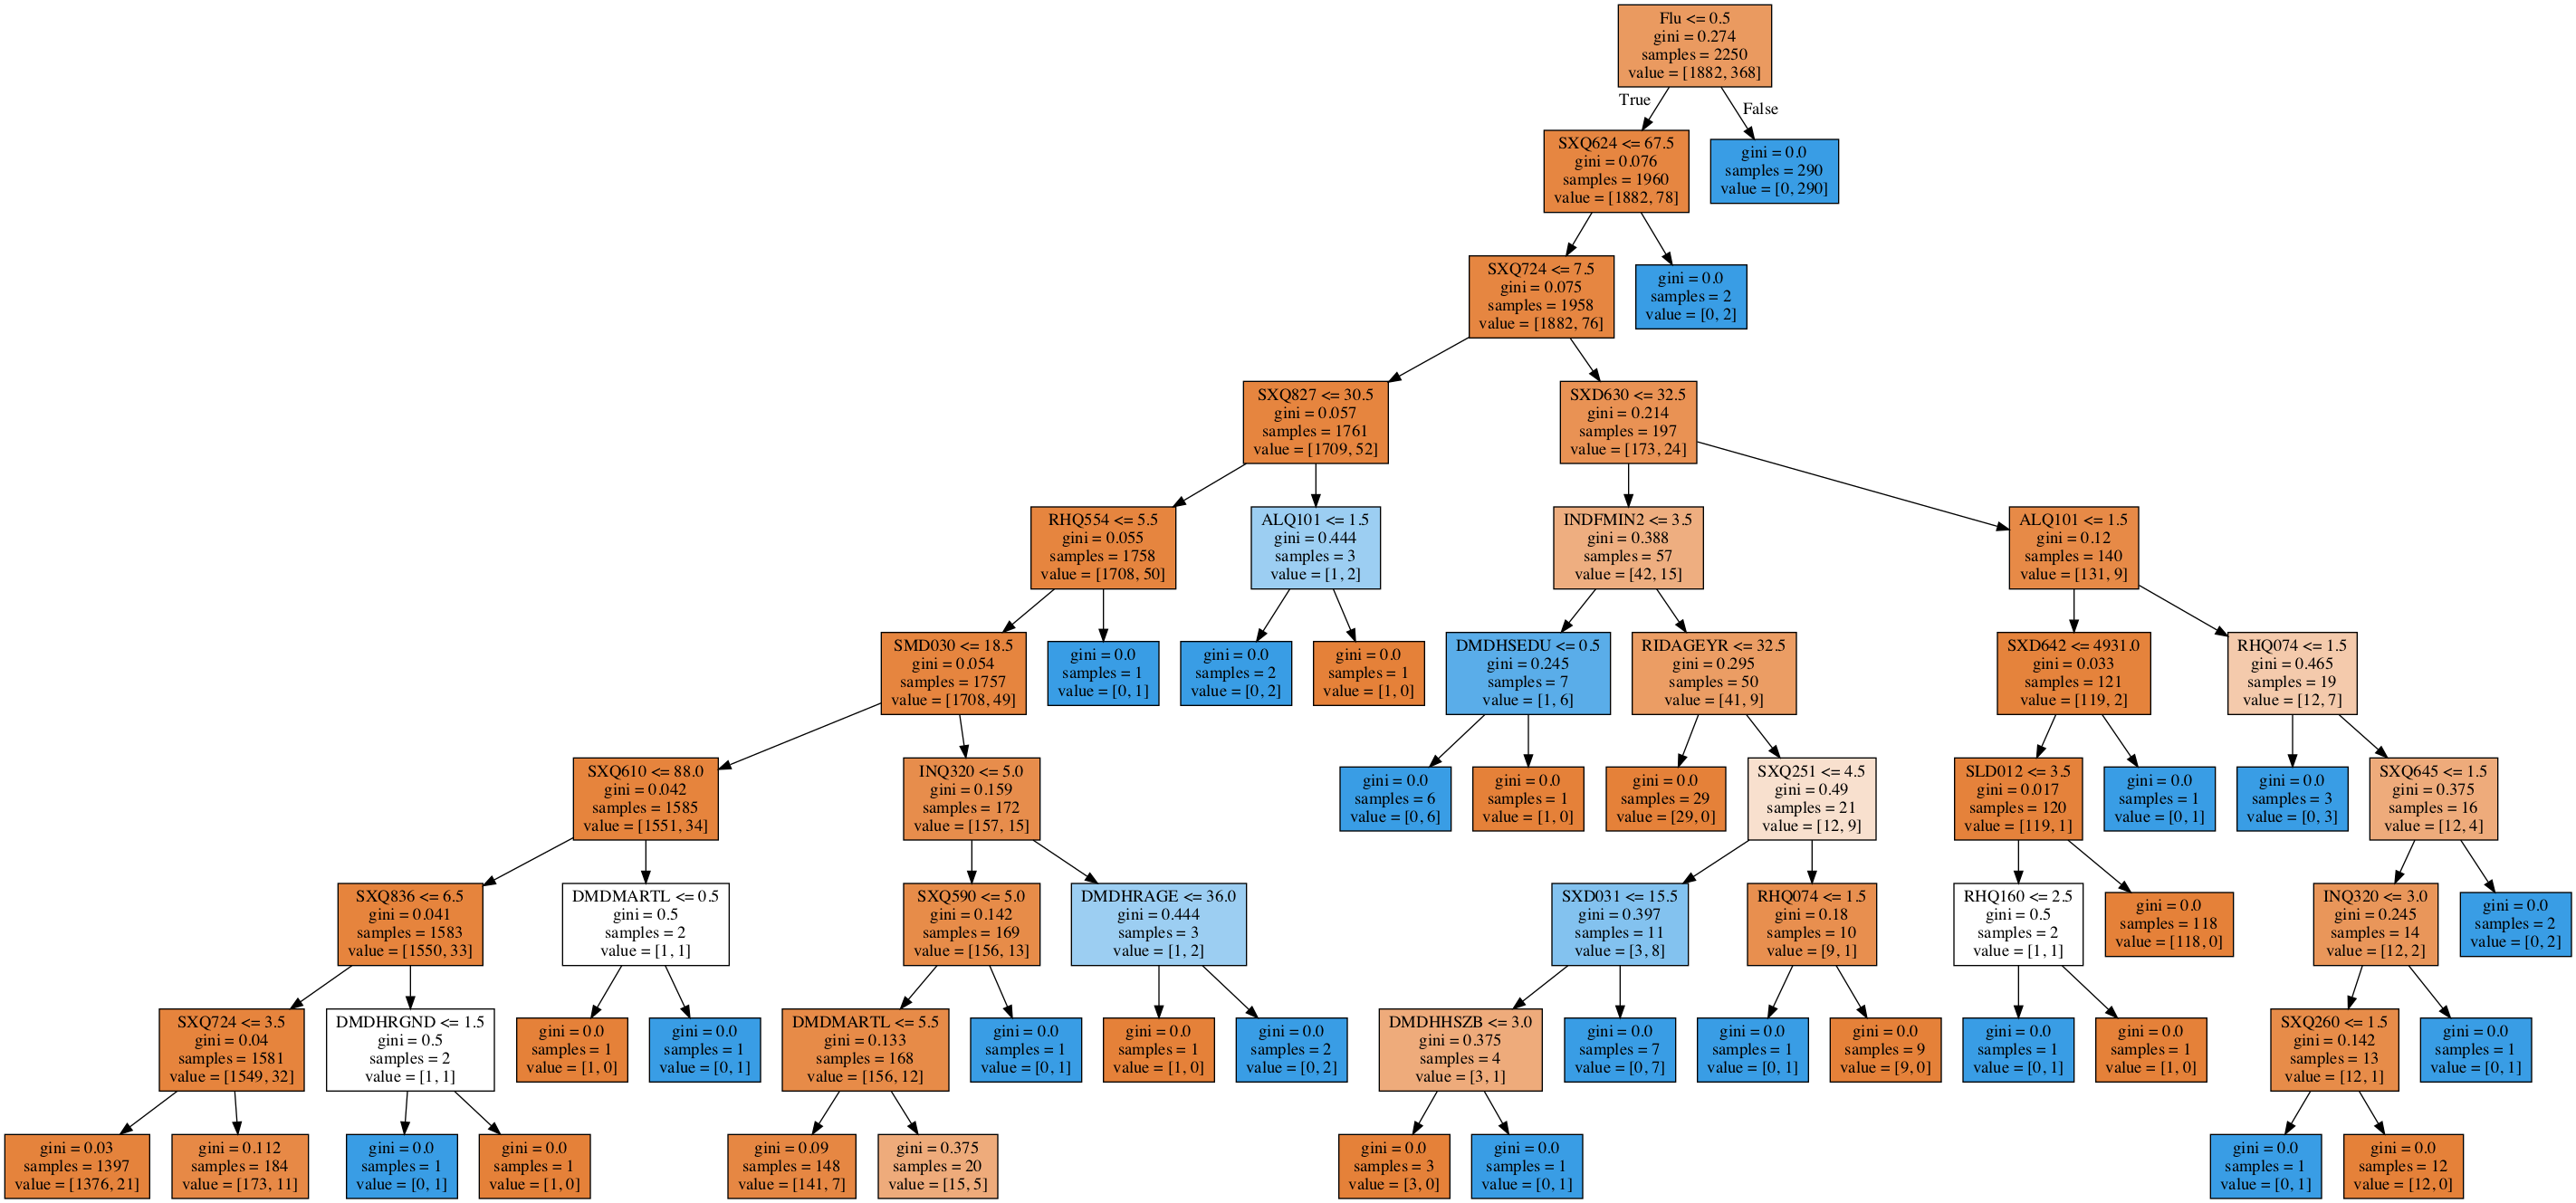 Flu <= 0.5
gini = 0.274
samples = 2250
value = [1882, 368]
True
False
SXQ624 <= 67.5
gini = 0.076
samples = 1960
value = [1882, 78]
gini = 0.0
samples = 290
value = [0, 290]
SXQ724 <= 7.5
gini = 0.075
samples = 1958
value = [1882, 76]
gini = 0.0
samples = 2
value = [0, 2]
SXQ827 <= 30.5
gini = 0.057
samples = 1761
value = [1709, 52]
SXD630 <= 32.5
gini = 0.214
samples = 197
value = [173, 24]
RHQ554 <= 5.5
gini = 0.055
samples = 1758
value = [1708, 50]
ALQ101 <= 1.5
gini = 0.444
samples = 3
value = [1, 2]
INDFMIN2 <= 3.5
gini = 0.388
samples = 57
value = [42, 15]
ALQ101 <= 1.5
gini = 0.12
samples = 140
value = [131, 9]
SMD030 <= 18.5
gini = 0.054
samples = 1757
value = [1708, 49]
gini = 0.0
samples = 1
value = [0, 1]
gini = 0.0
samples = 2
value = [0, 2]
gini = 0.0
samples = 1
value = [1, 0]
DMDHSEDU <= 0.5
gini = 0.245
samples = 7
value = [1, 6]
RIDAGEYR <= 32.5
gini = 0.295
samples = 50
value = [41, 9]
SXD642 <= 4931.0
gini = 0.033
samples = 121
value = [119, 2]
RHQ074 <= 1.5
gini = 0.465
samples = 19
value = [12, 7]
SXQ610 <= 88.0
gini = 0.042
samples = 1585
value = [1551, 34]
INQ320 <= 5.0
gini = 0.159
samples = 172
value = [157, 15]
gini = 0.0
samples = 6
value = [0, 6]
gini = 0.0
samples = 1
value = [1, 0]
gini = 0.0
samples = 29
value = [29, 0]
SXQ251 <= 4.5
gini = 0.49
samples = 21
value = [12, 9]
SLD012 <= 3.5
gini = 0.017
samples = 120
value = [119, 1]
gini = 0.0
samples = 1
value = [0, 1]
gini = 0.0
samples = 3
value = [0, 3]
SXQ645 <= 1.5
gini = 0.375
samples = 16
value = [12, 4]
SXQ836 <= 6.5
gini = 0.041
samples = 1583
value = [1550, 33]
DMDMARTL <= 0.5
gini = 0.5
samples = 2
value = [1, 1]
SXQ590 <= 5.0
gini = 0.142
samples = 169
value = [156, 13]
DMDHRAGE <= 36.0
gini = 0.444
samples = 3
value = [1, 2]
SXD031 <= 15.5
gini = 0.397
samples = 11
value = [3, 8]
RHQ074 <= 1.5
gini = 0.18
samples = 10
value = [9, 1]
RHQ160 <= 2.5
gini = 0.5
samples = 2
value = [1, 1]
gini = 0.0
samples = 118
value = [118, 0]
INQ320 <= 3.0
gini = 0.245
samples = 14
value = [12, 2]
gini = 0.0
samples = 2
value = [0, 2]
SXQ724 <= 3.5
gini = 0.04
samples = 1581
value = [1549, 32]
DMDHRGND <= 1.5
gini = 0.5
samples = 2
value = [1, 1]
gini = 0.0
samples = 1
value = [1, 0]
gini = 0.0
samples = 1
value = [0, 1]
DMDMARTL <= 5.5
gini = 0.133
samples = 168
value = [156, 12]
gini = 0.0
samples = 1
value = [0, 1]
gini = 0.0
samples = 1
value = [1, 0]
gini = 0.0
samples = 2
value = [0, 2]
DMDHHSZB <= 3.0
gini = 0.375
samples = 4
value = [3, 1]
gini = 0.0
samples = 7
value = [0, 7]
gini = 0.0
samples = 1
value = [0, 1]
gini = 0.0
samples = 9
value = [9, 0]
gini = 0.0
samples = 1
value = [0, 1]
gini = 0.0
samples = 1
value = [1, 0]
SXQ260 <= 1.5
gini = 0.142
samples = 13
value = [12, 1]
gini = 0.0
samples = 1
value = [0, 1]
gini = 0.03
samples = 1397
value = [1376, 21]
gini = 0.112
samples = 184
value = [173, 11]
gini = 0.0
samples = 1
value = [0, 1]
gini = 0.0
samples = 1
value = [1, 0]
gini = 0.09
samples = 148
value = [141, 7]
gini = 0.375
samples = 20
value = [15, 5]
gini = 0.0
samples = 3
value = [3, 0]
gini = 0.0
samples = 1
value = [0, 1]
gini = 0.0
samples = 1
value = [0, 1]
gini = 0.0
samples = 12
value = [12, 0]